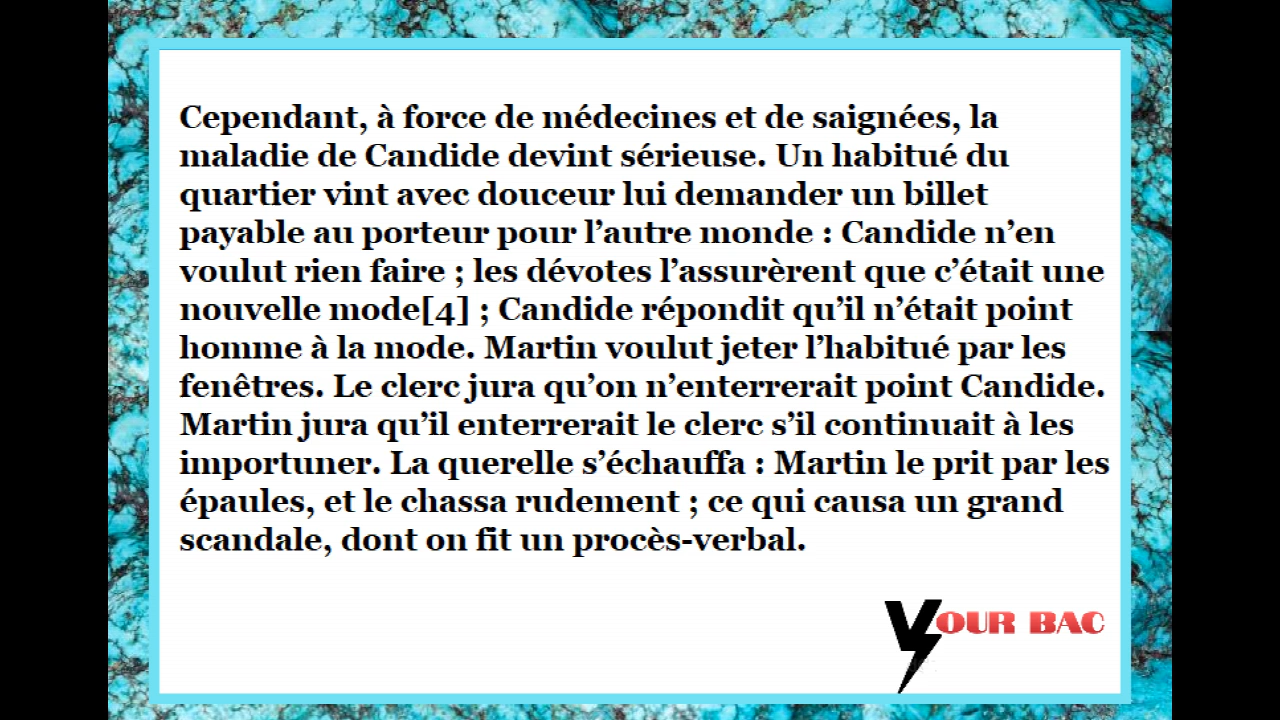 Cependant, à force de médecines et de saignées, la
maladie de Candide devint sérieuse. Un habitué du
quartier vint avec douceur lui demander un billet
payable au porteur pour l’autre monde : Candide n’en
voulut rien faire ; les dévotes l’assurèrent que c’était une
nouvelle mode[4] ; Candide répondit qu’il n’était point
homme à la mode. Martin voulut jeter l’habitué par les
fenêtres. Le clerc jura qu’on n’enterrerait point Candide.
Martin jura qu’il enterrerait le clerc s’il continuait à les
importuner. La querelle s’échauffa : Martin le prit par les
épaules, et le chassa rudement ; ce qui causa un grand
scandale, dont on fit un procès-verbal.
YOUR BAC